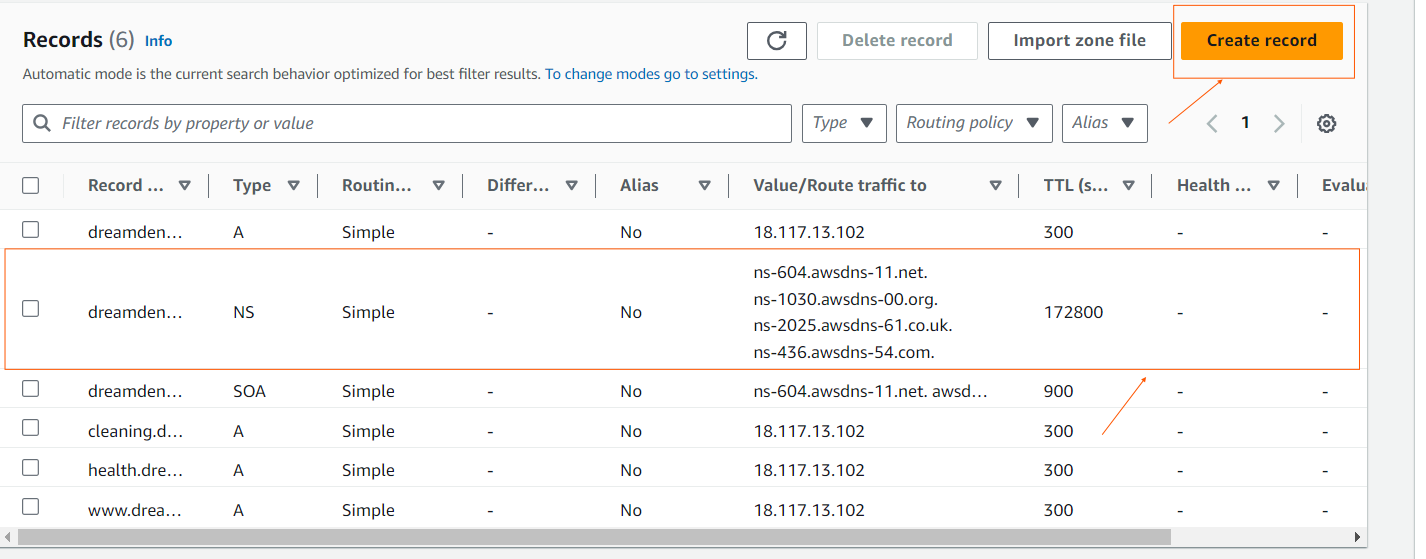 Records (6) Info
Delete record
Import zone file
Create record
Automatic mode is the current search behavior optimized for best filter results. To change modes go to settings.
Filter records by property or value
Type
Routing policy
Alias
1
Record ... Type Routin... Differ... Alias Value/Route traffic to TTL (s... Health ... Evalu
dreamden... A Simple - No 18.117.13.102 300 - -
ns-604.awsdns-11.net.
ns-1030.awsdns-00.org.
dreamden... NS Simple - No 172800 - -
ns-2025.awsdns-61.co.uk.
ns-436.awsdns-54.com.
dreamden... SOA Simple - No ns-604.awsdns-11.net. awsd... 900 - -
cleaning.d... A Simple - No 18.117.13.102 300 - -
health.dre... A Simple - No 18.117.13.102 300 - -
www.drea... A Simple - No 18.117.13.102 300 - -